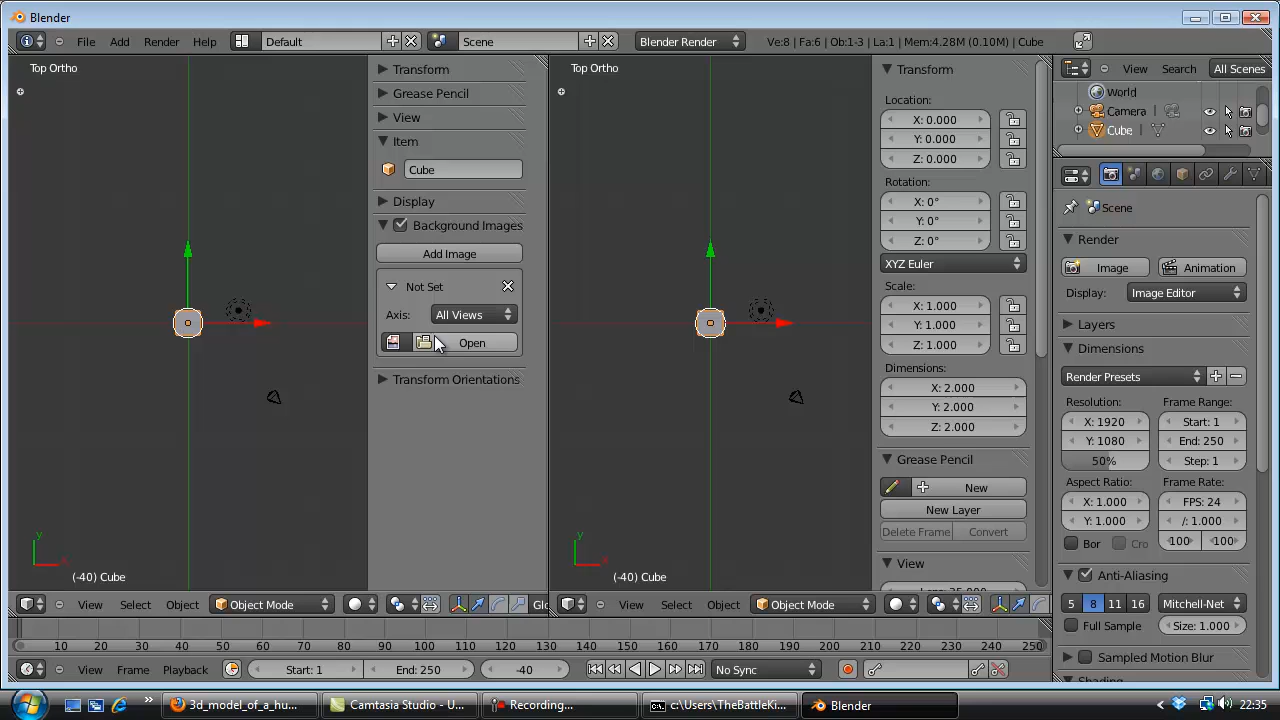 Blender
File Add Render Help Default Scene Blender Render Ve:8 | Fa:6 | Ob:1-3 | La:1 | Mem:4.28M (0.10M) | Cube
Top Ortho
Transform
Grease Pencil
View
Item
Cube
Display
Background Images
Add Image
Not Set
Axis: All Views
Open
Transform Orientations
y
x
(-40) Cube
View Select Object Object Mode Glo
Top Ortho
y
(-40) Cube
View Select Object Object Mode
Transform
Location:
X: 0.000
Y: 0.000
Z: 0.000
Rotation:
X: 0°
Y: 0°
Z: 0°
XYZ Euler
Scale:
X: 1.000
Y: 1.000
Z: 1.000
Dimensions:
X: 2.000
Y: 2.000
Z: 2.000
Grease Pencil
New
New Layer
Delete Frame Convert
View
View Search All Scenes
World
Camera
Cube
Scene
Render
Image Animation
Display: Image Editor
Layers
Dimensions
Render Presets
Resolution: Frame Range:
X: 1920 Start: 1
Y: 1080 End: 250
50% Step: 1
Aspect Ratio: Frame Rate:
X: 1.000 FPS: 24
Y: 1.000 /: 1.000
Bor Cro 100 100
Anti-Aliasing
5 8 11 16 Mitchell-Net
Full Sample Size: 1.000
Sampled Motion Blur
10 20 30 40 50 60 70 80 90 100 110 120 130 140 150 160 170 180 190 200 210 220 230 240 250
View Frame Playback Start: 1 End: 250 -40 No Sync
3d_model_of_a_hu... Camtasia Studio - U... Recording... c:\Users\TheBattleKi... Blender 22:35